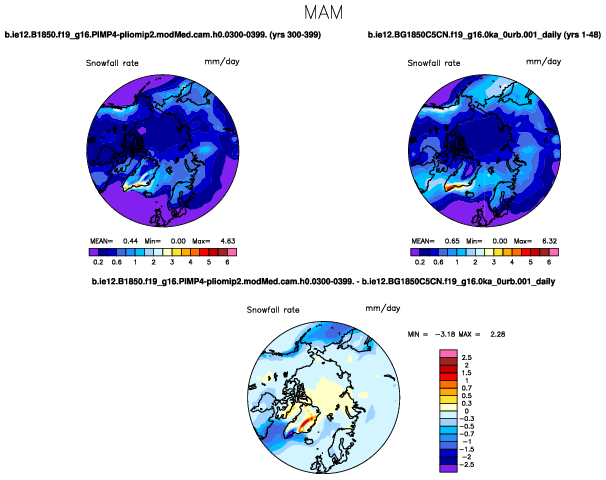 MAM
b.ie12.B1850.f19_g16.PIMP4-pliomip2.modMed.cam.h0.0300-0399. (yrs 300-399)
b.ie12.BG1850C5CN.f19_g16.0ka_0urb.001_daily (yrs 1-48)
Snowfall rate mm/day
Snowfall rate mm/day
MEAN= 0.44 Min= 0.00 Max= 4.63
MEAN= 0.65 Min= 0.00 Max= 6.32
0.2 0.6 1 2 3 4 5 6
0.2 0.6 1 2 3 4 5 6
b.ie12.B1850.f19_g16.PIMP4-pliomip2.modMed.cam.h0.0300-0399. - b.ie12.BG1850C5CN.f19_g16.0ka_0urb.001_daily
Snowfall rate mm/day
MIN = -3.18 MAX = 2.28
2.5
2
1.5
1
0.7
0.5
0.3
0
-0.3
-0.5
-0.7
-1
-1.5
-2
-2.5